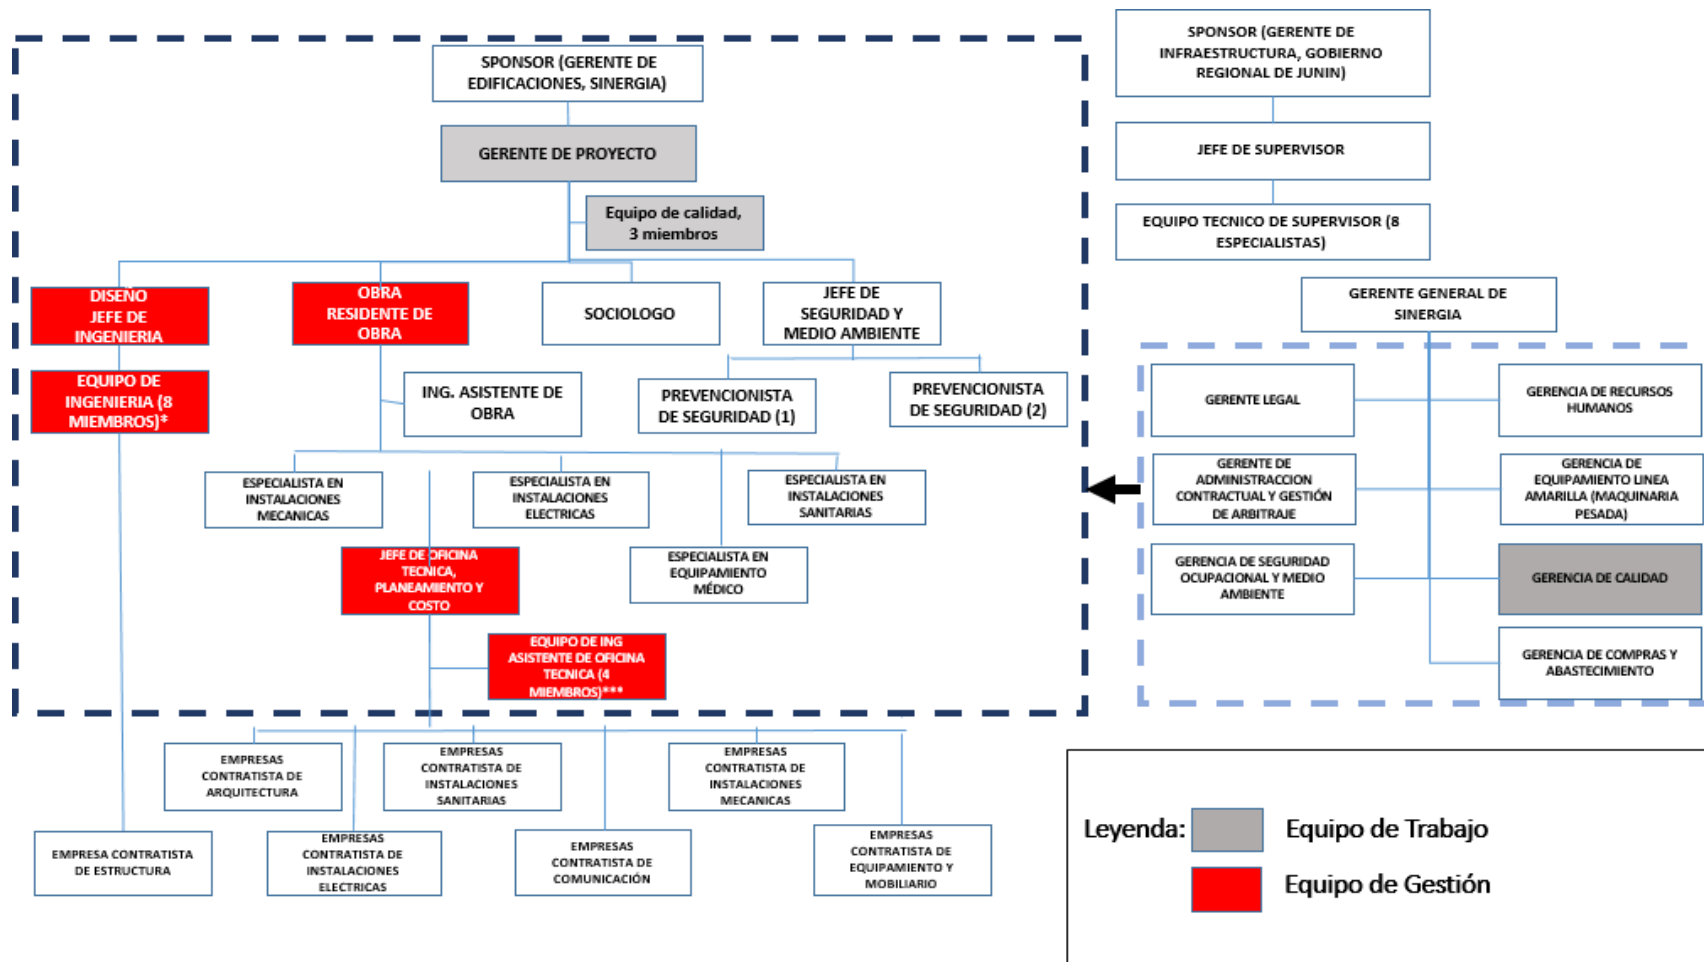 SPONSOR (GERENTE DE
EDIFICACIONES, SINERGIA)
GERENTE DE PROYECTO
Equipo de calidad,
3 miembros
DISEÑO
JEFE DE
INGENIERIA
OBRA
RESIDENTE DE
OBRA
SOCIOLOGO
JEFE DE
SEGURIDAD Y
MEDIO AMBIENTE
EQUIPO DE
INGENIERIA (8
MIEMBROS)*
ING. ASISTENTE DE
OBRA
PREVENCIONISTA
DE SEGURIDAD (1)
PREVENCIONISTA
DE SEGURIDAD (2)
ESPECIALISTA EN
INSTALACIONES
MECANICAS
ESPECIALISTA EN
INSTALACIONES
ELECTRICAS
ESPECIALISTA EN
INSTALACIONES
SANITARIAS
JEFE DE OFICINA
TECNICA,
PLANEAMIENTO Y
COSTO
ESPECIALISTA EN
EQUIPAMIENTO
MÉDICO
EQUIPO DE ING
ASISTENTE DE OFICINA
TECNICA (4
MIEMBROS)***
EMPRESAS
CONTRATISTA DE
ARQUITECTURA
EMPRESAS
CONTRATISTA DE
INSTALACIONES
SANITARIAS
EMPRESAS
CONTRATISTA DE
INSTALACIONES
MECANICAS
EMPRESA CONTRATISTA
DE ESTRUCTURA
EMPRESAS
CONTRATISTA DE
INSTALACIONES
ELECTRICAS
EMPRESAS
CONTRATISTA DE
COMUNICACIÓN
EMPRESAS
CONTRATISTA DE
EQUIPAMIENTO Y
MOBILIARIO
SPONSOR (GERENTE DE
INFRAESTRUCTURA, GOBIERNO
REGIONAL DE JUNIN)
JEFE DE SUPERVISOR
EQUIPO TECNICO DE SUPERVISOR (8
ESPECIALISTAS)
GERENTE GENERAL DE
SINERGIA
GERENTE LEGAL
GERENCIA DE RECURSOS
HUMANOS
GERENTE DE
ADMINISTRACCION
CONTRACTUAL Y GESTIÓN
DE ARBITRAJE
GERENCIA DE
EQUIPAMIENTO LINEA
AMARILLA (MAQUINARIA
PESADA)
GERENCIA DE SEGURIDAD
OCUPACIONAL Y MEDIO
AMBIENTE
GERENCIA DE CALIDAD
GERENCIA DE COMPRAS Y
ABASTECIMIENTO
Leyenda:
Equipo de Trabajo
Equipo de Gestión